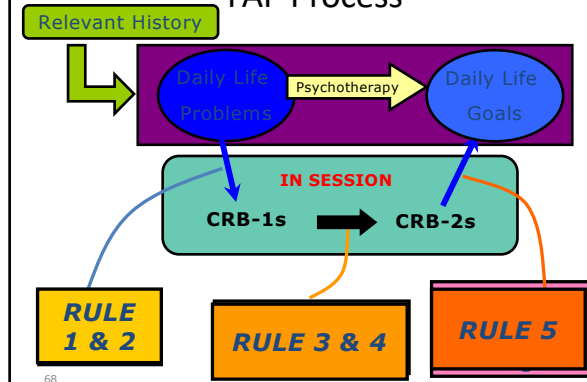 FAP Process
Relevant History
Daily Life
Problems
Psychotherapy
Daily Life
Goals
IN SESSION
CRB-1s
CRB-2s
RULE
1 & 2
RULE 3 & 4
RULE 5
68